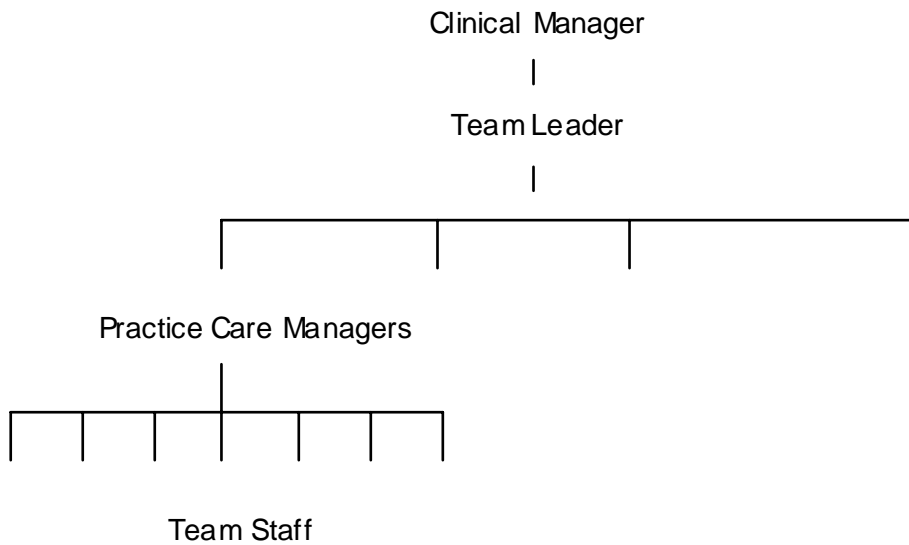 Clinical Manager
Team Leader
Practice Care Managers
Team Staff